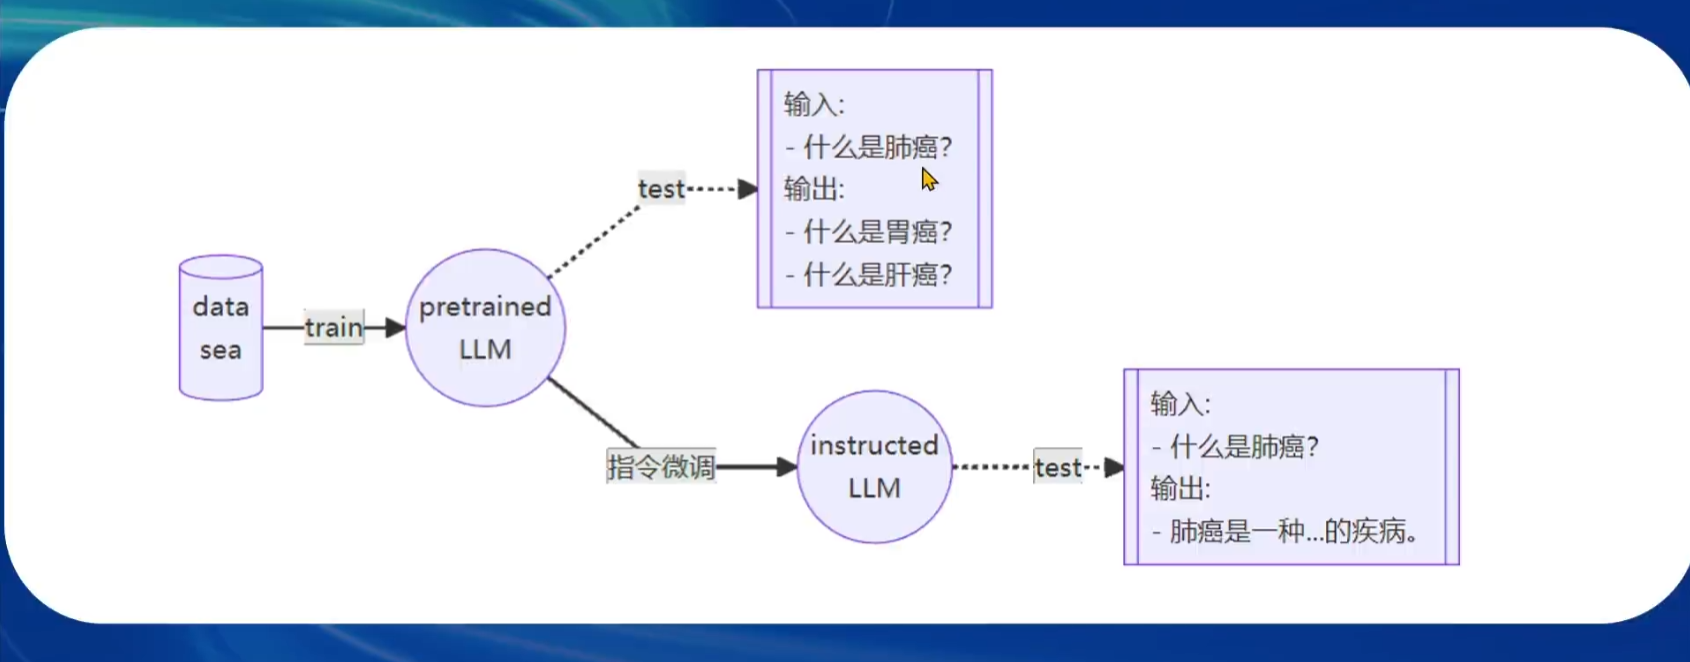 data
sea
train
pretrained
LLM
test
输入:
- 什么是肺癌?
输出:
- 什么是胃癌?
- 什么是肝癌?
指令微调
instructed
LLM
test
输入:
- 什么是肺癌?
输出:
- 肺癌是一种...的疾病。